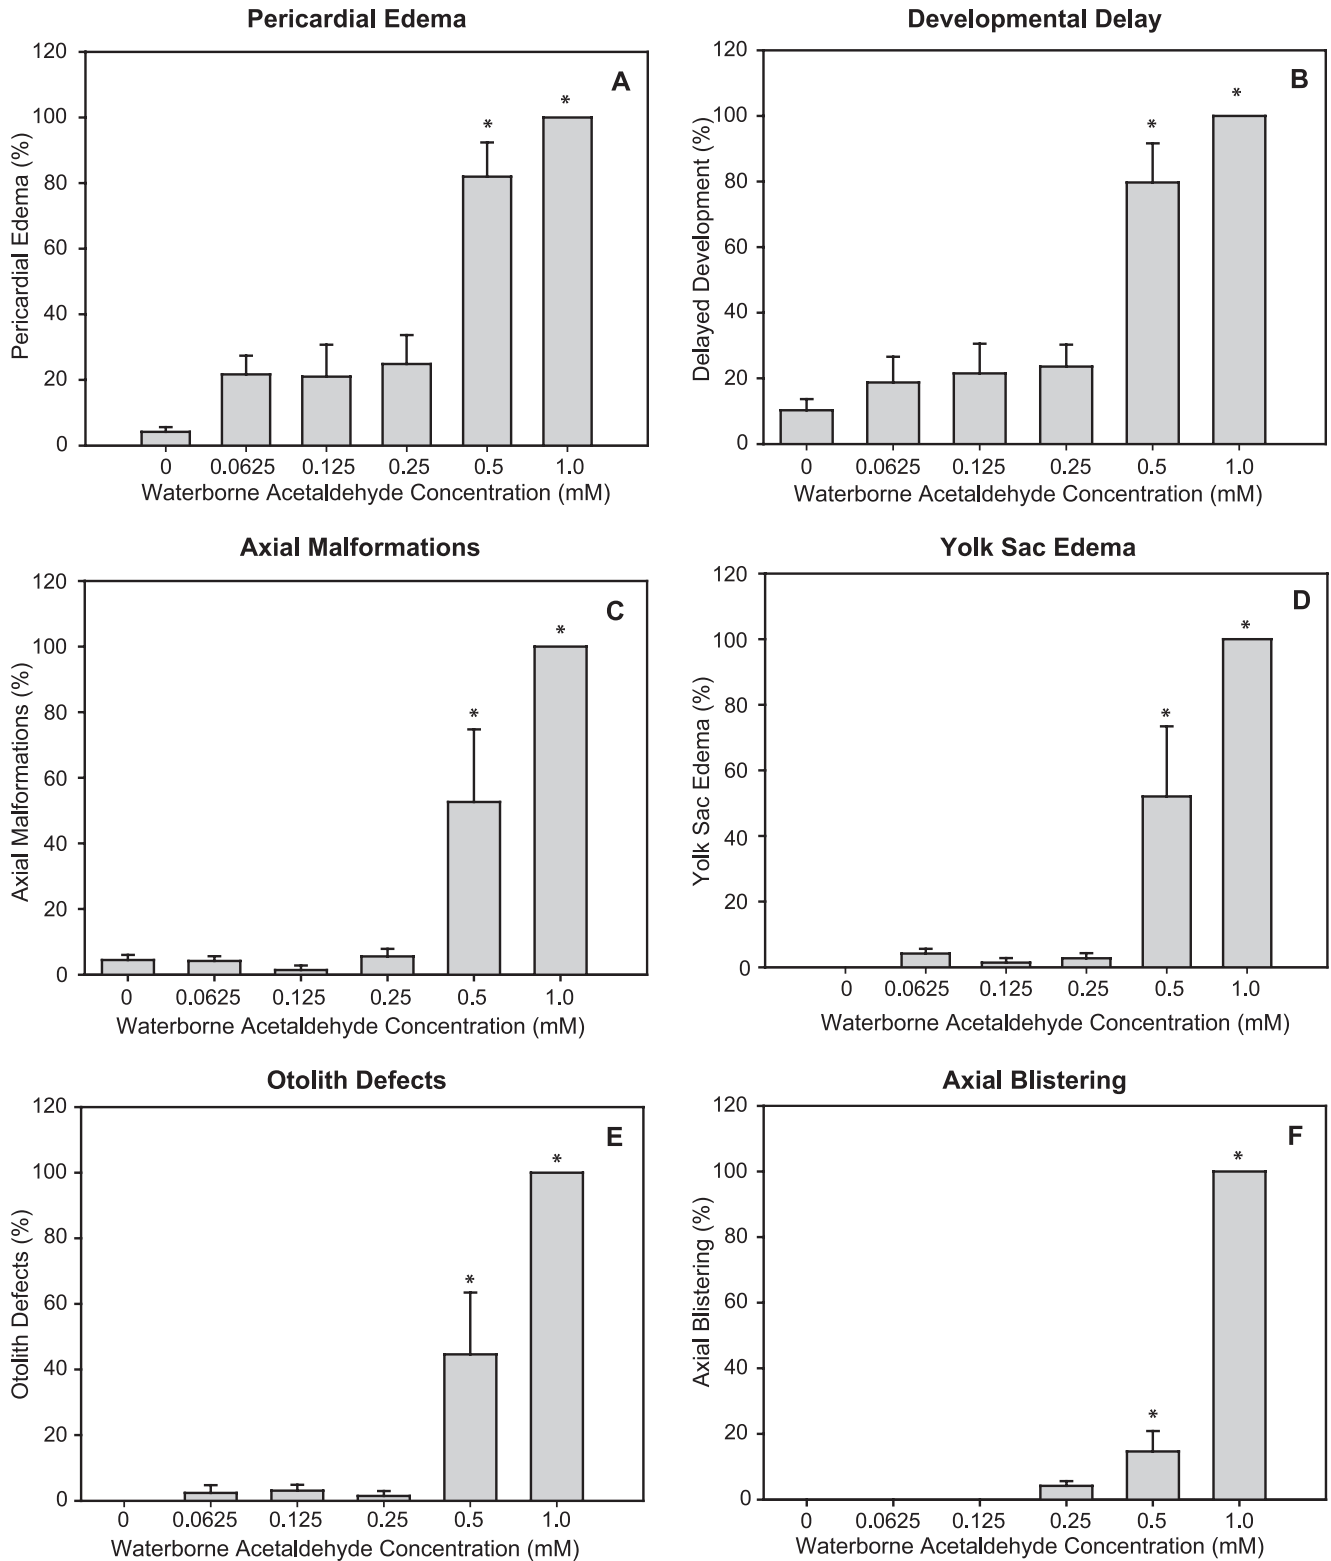 Pericardial Edema
A
120
100
80
60
40
20
0
Pericardial Edema (%)
*
*
0 0.0625 0.125 0.25 0.5 1.0
Waterborne Acetaldehyde Concentration (mM)
Developmental Delay
B
120
100
80
60
40
20
0
Delayed Development (%)
*
*
0 0.0625 0.125 0.25 0.5 1.0
Waterborne Acetaldehyde Concentration (mM)
Axial Malformations
C
120
100
80
60
40
20
0
Axial Malformations (%)
*
*
0 0.0625 0.125 0.25 0.5 1.0
Waterborne Acetaldehyde Concentration (mM)
Yolk Sac Edema
D
120
100
80
60
40
20
0
Yolk Sac Edema (%)
*
*
0 0.0625 0.125 0.25 0.5 1.0
Waterborne Acetaldehyde Concentration (mM)
Otolith Defects
E
120
100
80
60
40
20
0
Otolith Defects (%)
*
*
0 0.0625 0.125 0.25 0.5 1.0
Waterborne Acetaldehyde Concentration (mM)
Axial Blistering
F
120
100
80
60
40
20
0
Axial Blistering (%)
*
*
0 0.0625 0.125 0.25 0.5 1.0
Waterborne Acetaldehyde Concentration (mM)